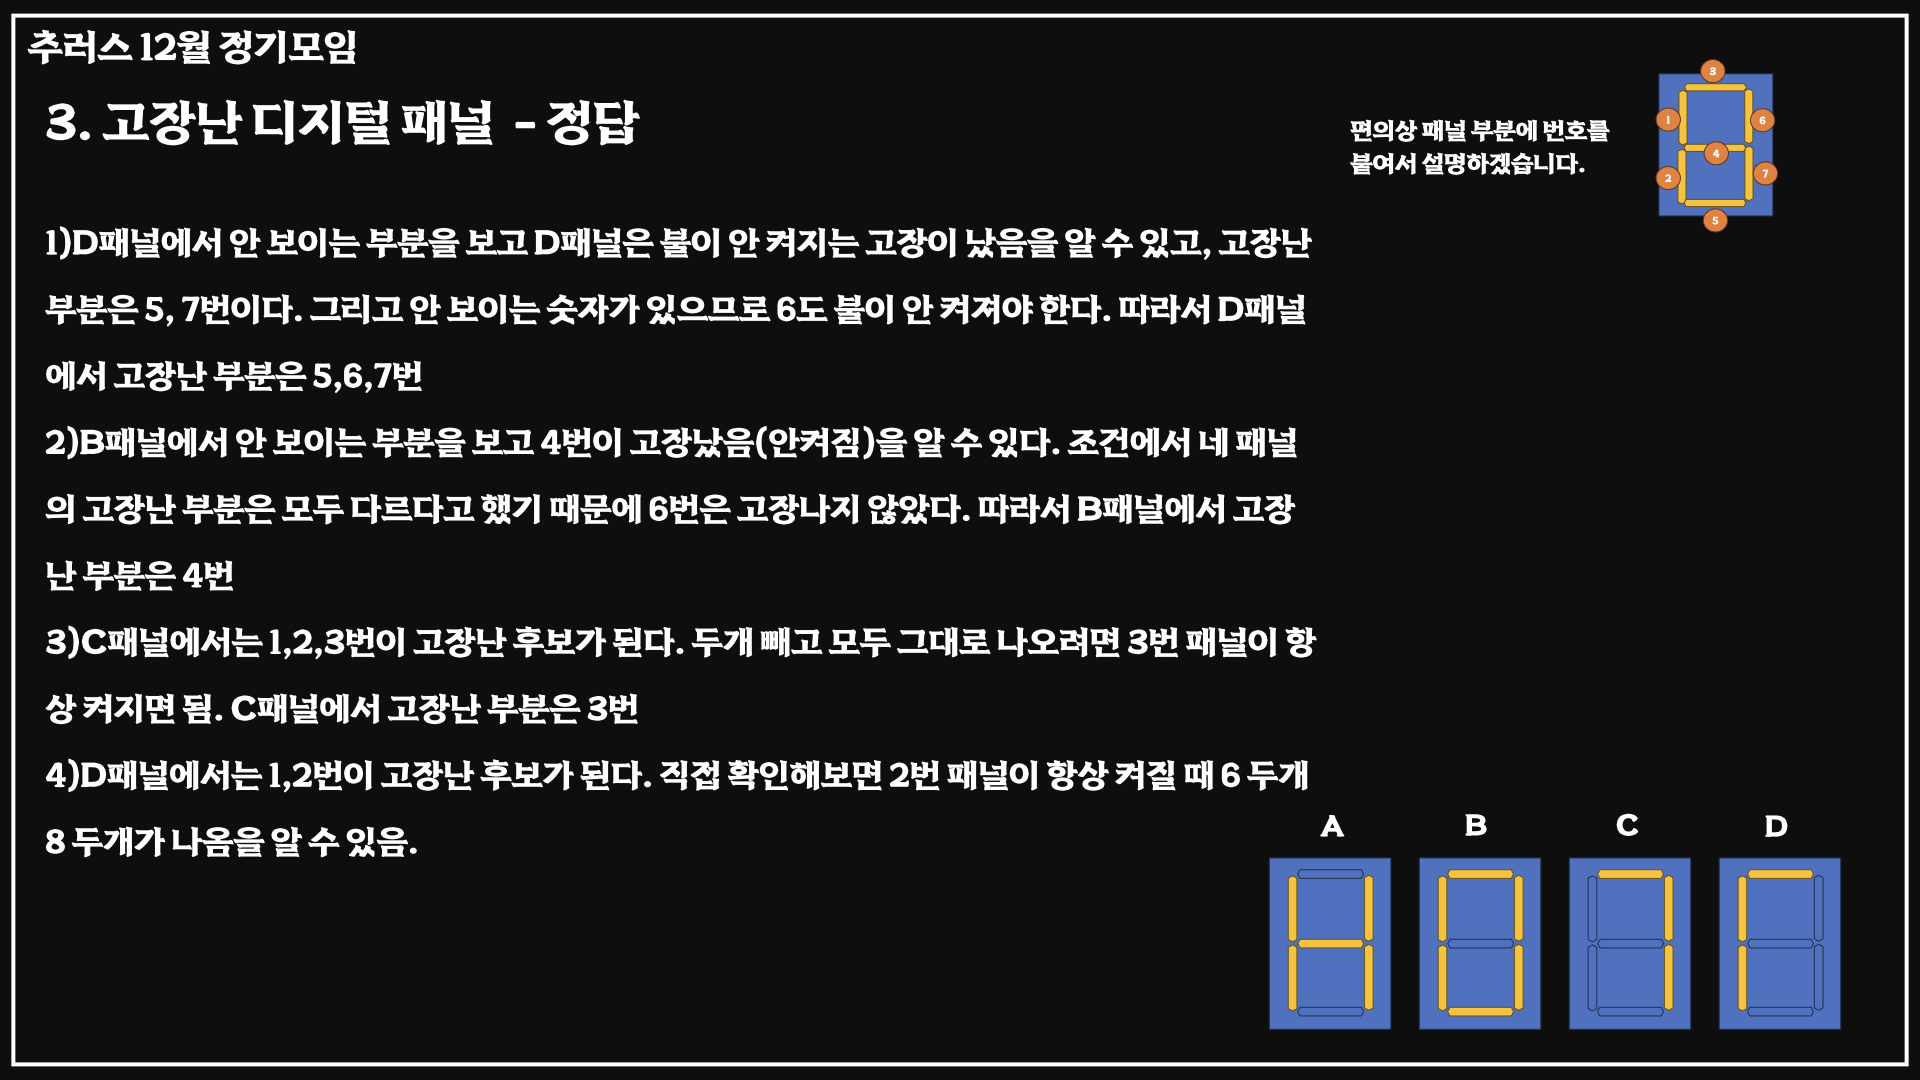 추러스 12월 정기모임
3. 고장난 디지털 패널 - 정답
편의상 패널 부분에 번호를
붙여서 설명하겠습니다.
3
1
6
4
2
7
5
1)D패널에서 안 보이는 부분을 보고 D패널은 불이 안 켜지는 고장이 났음을 알 수 있고, 고장난
부분은 5, 7번이다. 그리고 안 보이는 숫자가 있으므로 6도 불이 안 켜져야 한다. 따라서 D패널
에서 고장난 부분은 5,6,7번
2)B패널에서 안 보이는 부분을 보고 4번이 고장났음(안켜짐)을 알 수 있다. 조건에서 네 패널
의 고장난 부분은 모두 다르다고 했기 때문에 6번은 고장나지 않았다. 따라서 B패널에서 고장
난 부분은 4번
3)C패널에서는 1,2,3번이 고장난 후보가 된다. 두개 빼고 모두 그대로 나오려면 3번 패널이 항
상 켜지면 됨. C패널에서 고장난 부분은 3번
4)D패널에서는 1,2번이 고장난 후보가 된다. 직접 확인해보면 2번 패널이 항상 켜질 때 6 두개
8 두개가 나옴을 알 수 있음.
A B C D